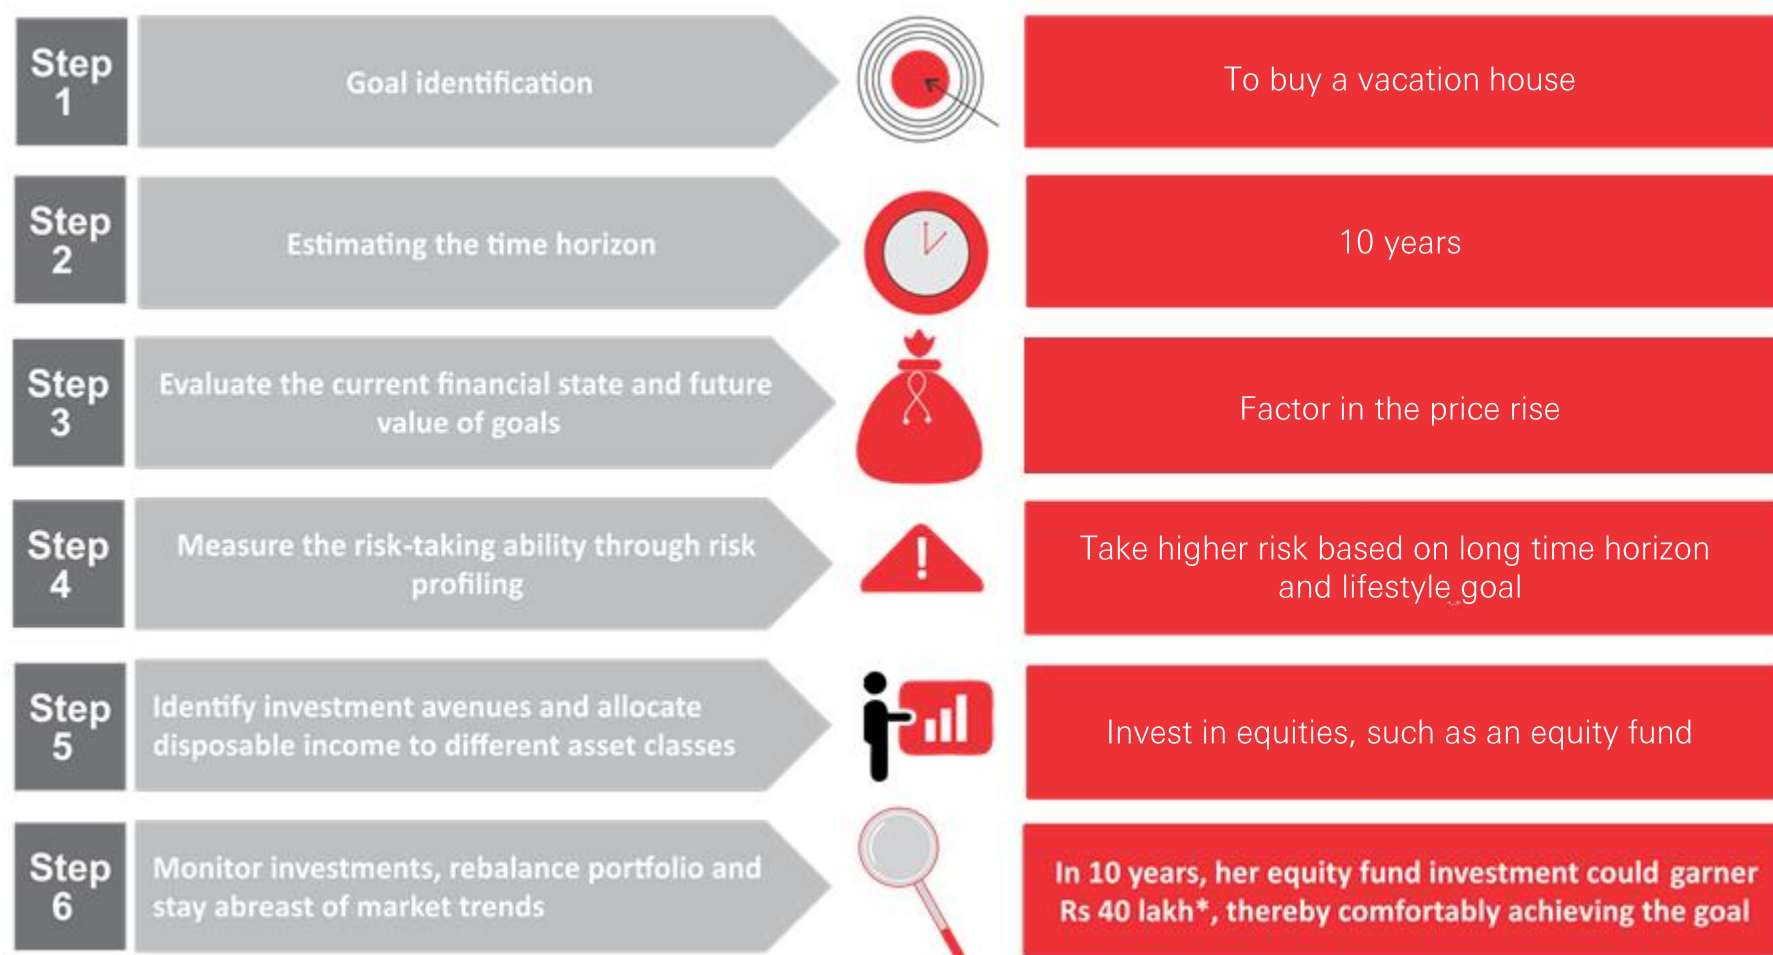 Step
1
Goal identification
To buy a vacation house
Step
2
Estimating the time horizon
10 years
Step
3
Evaluate the current financial state and future
value of goals
Factor in the price rise
Step
4
Measure the risk-taking ability through risk
profiling
Take higher risk based on long time horizon
and lifestyle goal
Step
5
Identify investment avenues and allocate
disposable income to different asset classes
Invest in equities, such as an equity fund
Step
6
Monitor investments, rebalance portfolio and
stay abreast of market trends
In 10 years, her equity fund investment could garner
Rs 40 lakh*, thereby comfortably achieving the goal